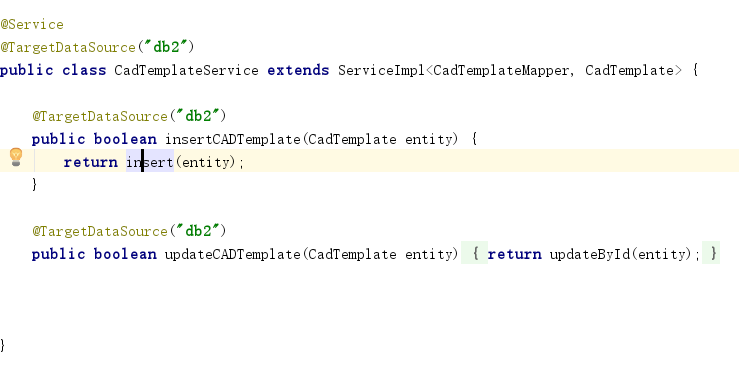 @Service
@TargetDataSource("db2")
public class CadTemplateService extends ServiceImpl<CadTemplateMapper, CadTemplate> {
@TargetDataSource("db2")
public boolean insertCADTemplate(CadTemplate entity) {
return insert(entity);
}
@TargetDataSource("db2")
public boolean updateCADTemplate(CadTemplate entity) { return updateById(entity); }
}